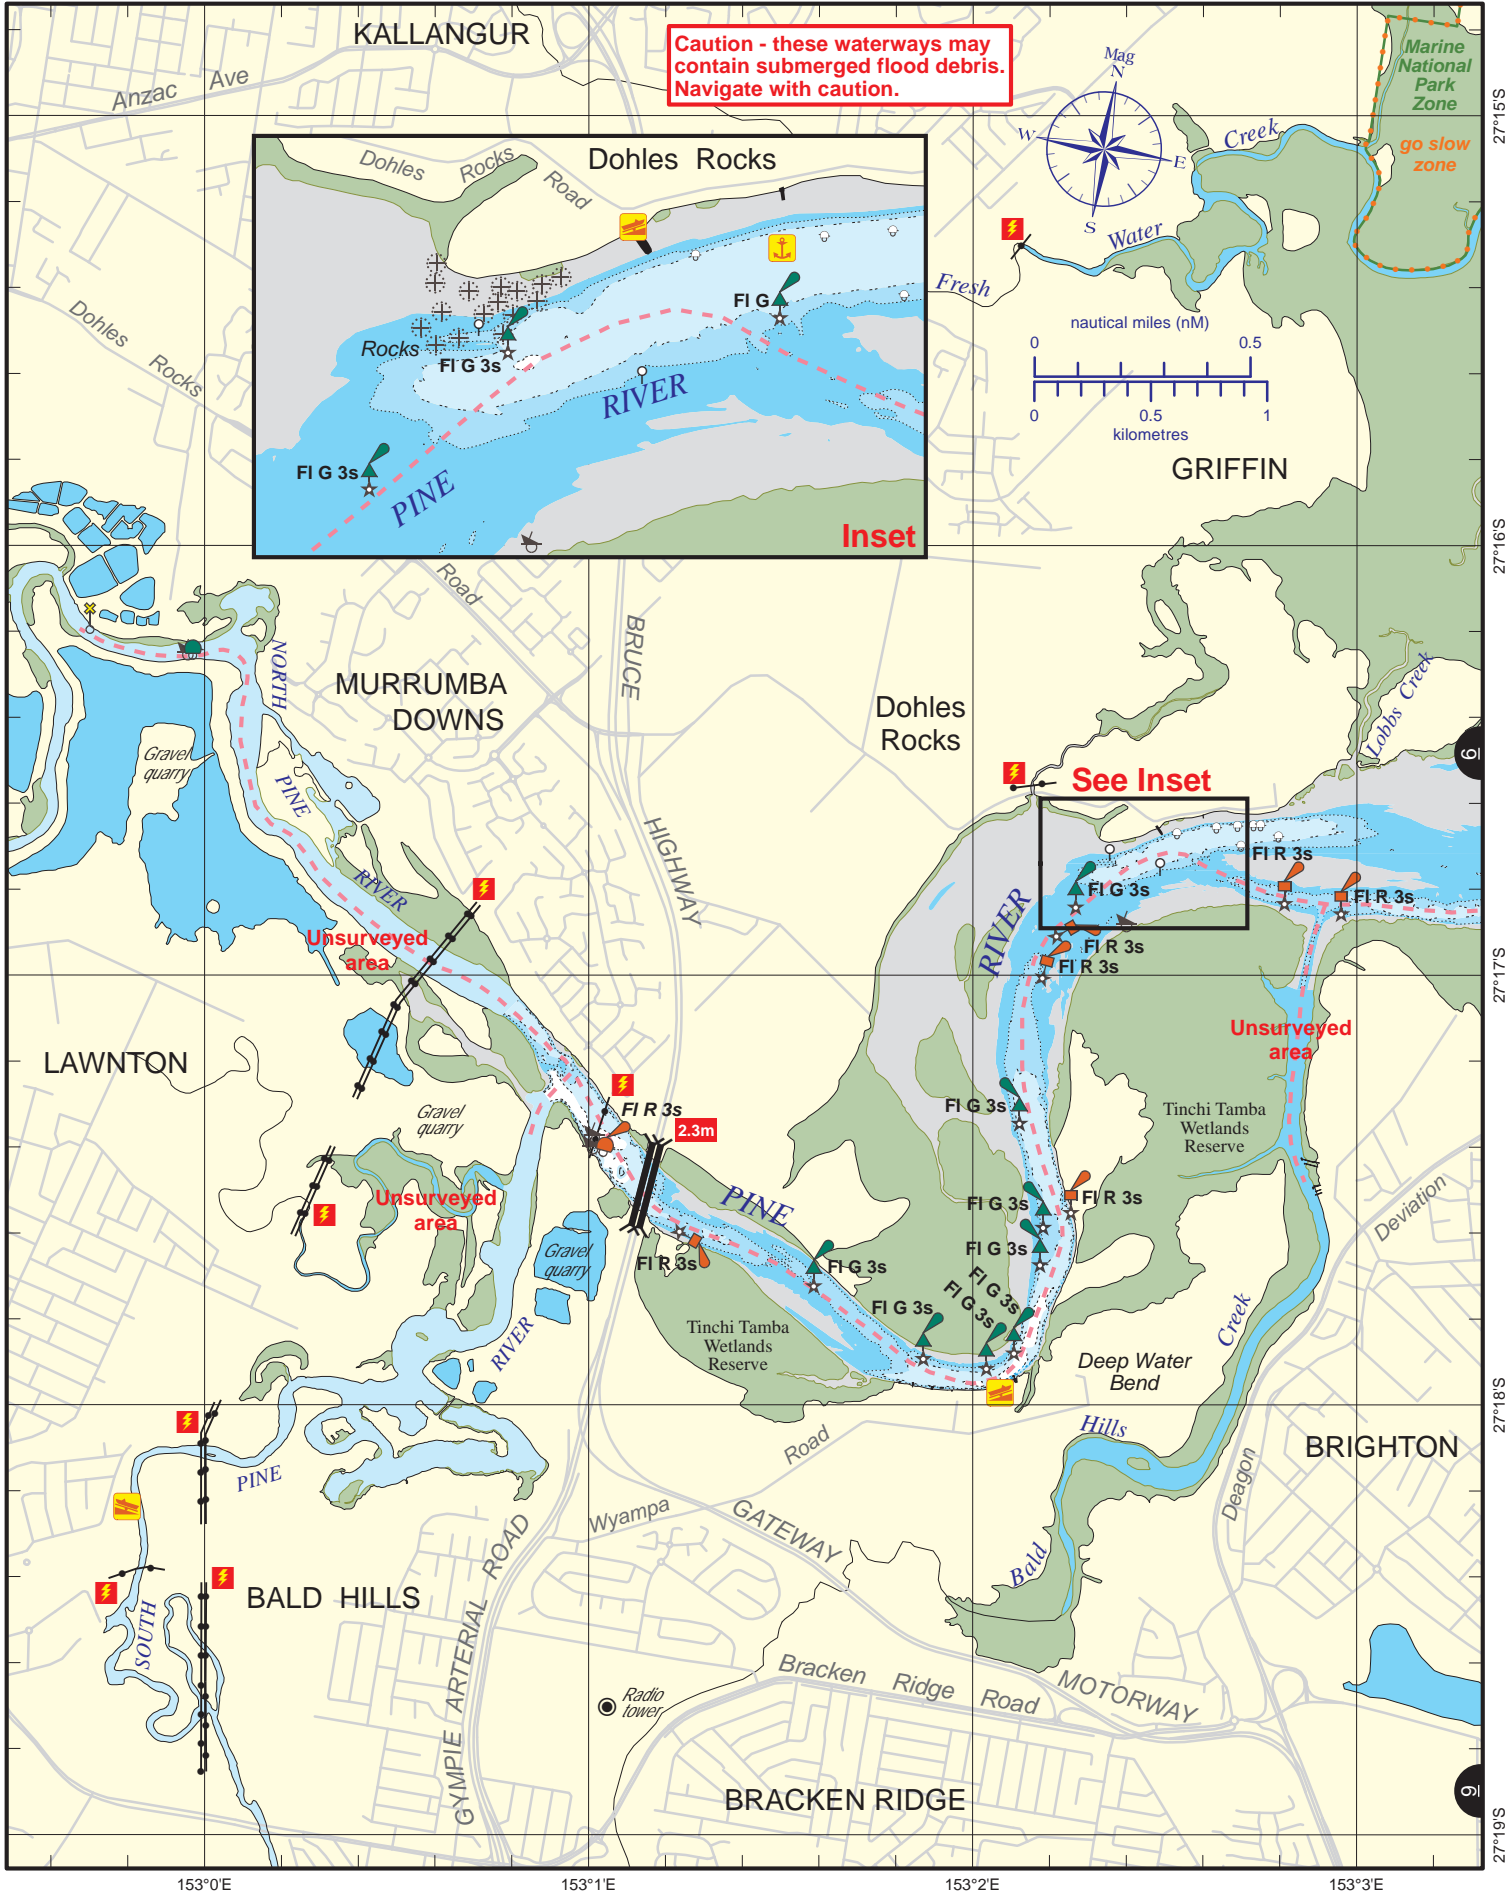 KALLANGUR
Caution - these waterways may
contain submerged flood debris.
Navigate with caution.
Anzac Ave
Mag
N
W
E
S
Marine
National
Park
Zone
go slow
zone
Creek
Water
Fresh
27°15'S
Dohles Rocks
Road
Dohles Rocks
Fl G
Rocks
Fl G 3s
RIVER
Fl G 3s
PINE
Inset
nautical miles (nM)
0
0.5
0
0.5
1
kilometres
GRIFFIN
Dohles
Rocks
Road
27°16'S
NORTH
MURRUMBA
DOWNS
BRUCE
Dohles
Rocks
Lobbs Creek
Gravel
quarry
PINE
See Inset
9
HIGHWAY
RIVER
Fl R 3s
Fl G 3s
Fl R 3s
RIVER
Fl R 3s
Fl R 3s
Unsurveyed
area
27°17'S
Unsurveyed
area
LAWNTON
Gravel
quarry
Fl R 3s
2.3m
Fl G 3s
Tinchi Tamba
Wetlands
Reserve
Unsurveyed
area
PINE
Fl G 3s
Fl R 3s
Deviation
Gravel
quarry
Fl R 3s
Fl G 3s
Fl G 3s
Fl G 3s
Fl G 3s
Fl G 3s
RIVER
Tinchi Tamba
Wetlands
Reserve
Deep Water
Bend
Creek
27°18'S
Hills
BRIGHTON
Road
PINE
Wyampa
GATEWAY
Deagon
Bald
BALD HILLS
SOUTH
GYMPIE ARTERIAL ROAD
Radio
tower
Bracken Ridge Road
MOTORWAY
BRACKEN RIDGE
9
27°19'S
153°0'E
153°1'E
153°2'E
153°3'E